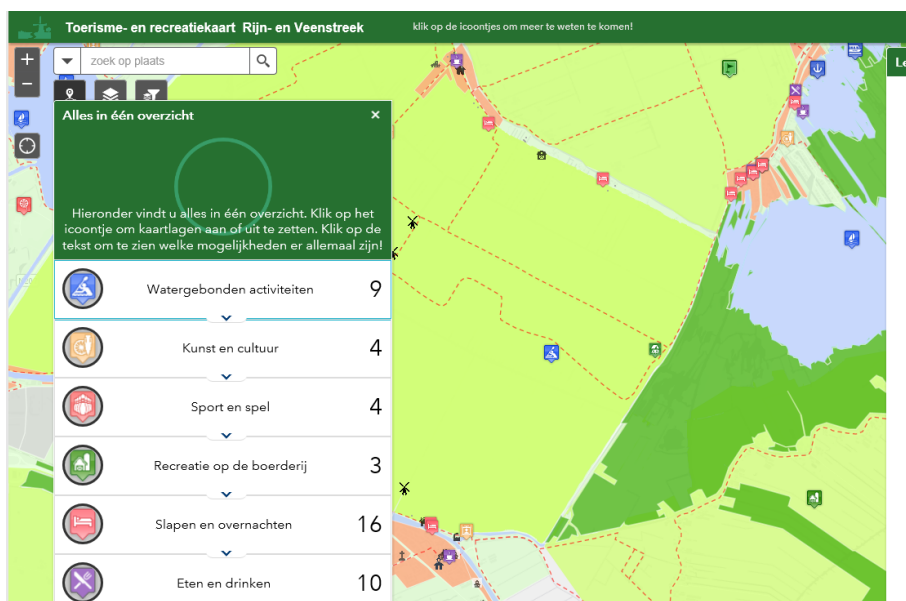 Toerisme- en recreatiekaart Rijn- en Veenstreek
klik op de icoontjes om meer te weten te komen!
zoek op plaats
Le
Alles in één overzicht
Hieronder vindt u alles in één overzicht. Klik op het
icoontje om kaartlagen aan of uit te zetten. Klik op de
tekst om te zien welke mogelijkheden er allemaal zijn!
Watergebonden activiteiten 9
Kunst en cultuur 4
Sport en spel 4
Recreatie op de boerderij 3
Slapen en overnachten 16
Eten en drinken 10